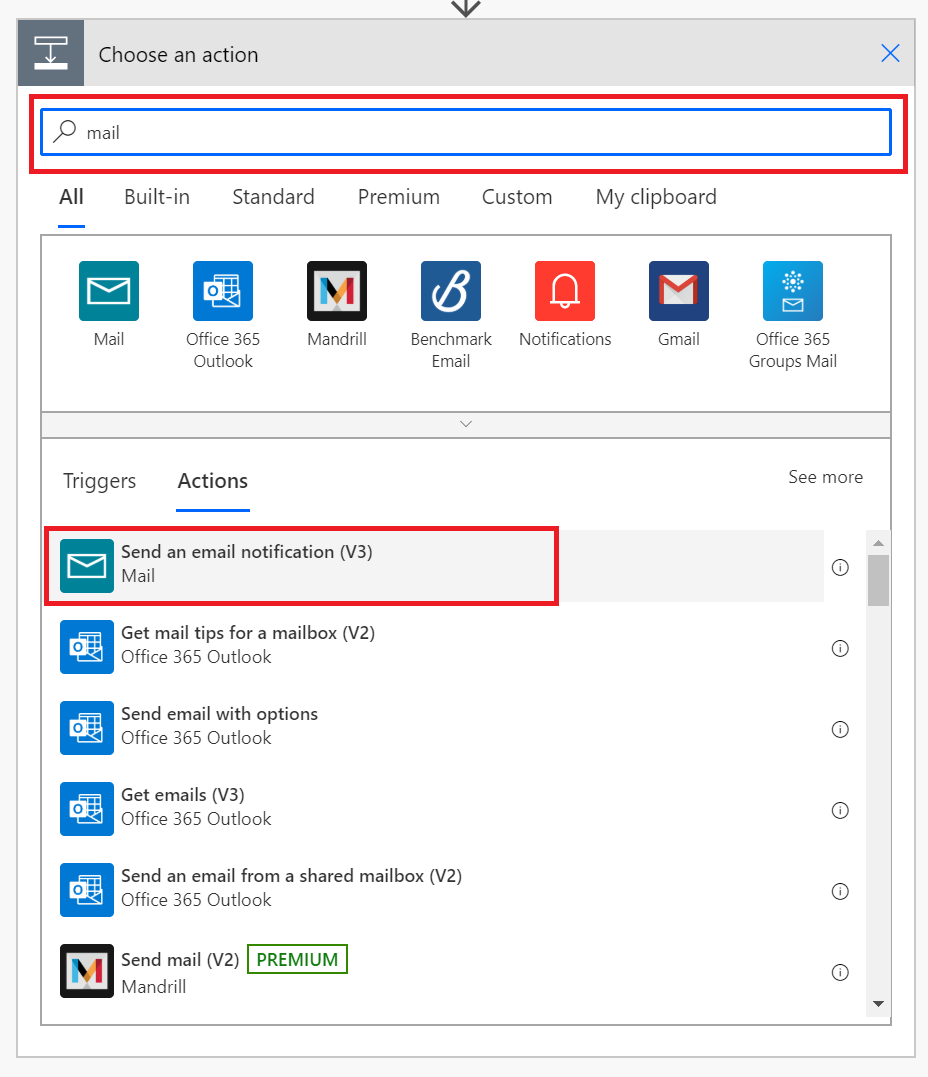 Choose an action
mail
All Built-in Standard Premium Custom My clipboard
Mail
Office 365
Outlook
Mandrill
Benchmark
Email
Notifications
Gmail
Office 365
Groups Mail
Triggers Actions See more
Send an email notification (V3)
Mail
Get mail tips for a mailbox (V2)
Office 365 Outlook
Send email with options
Office 365 Outlook
Get emails (V3)
Office 365 Outlook
Send an email from a shared mailbox (V2)
Office 365 Outlook
Send mail (V2) PREMIUM
Mandrill